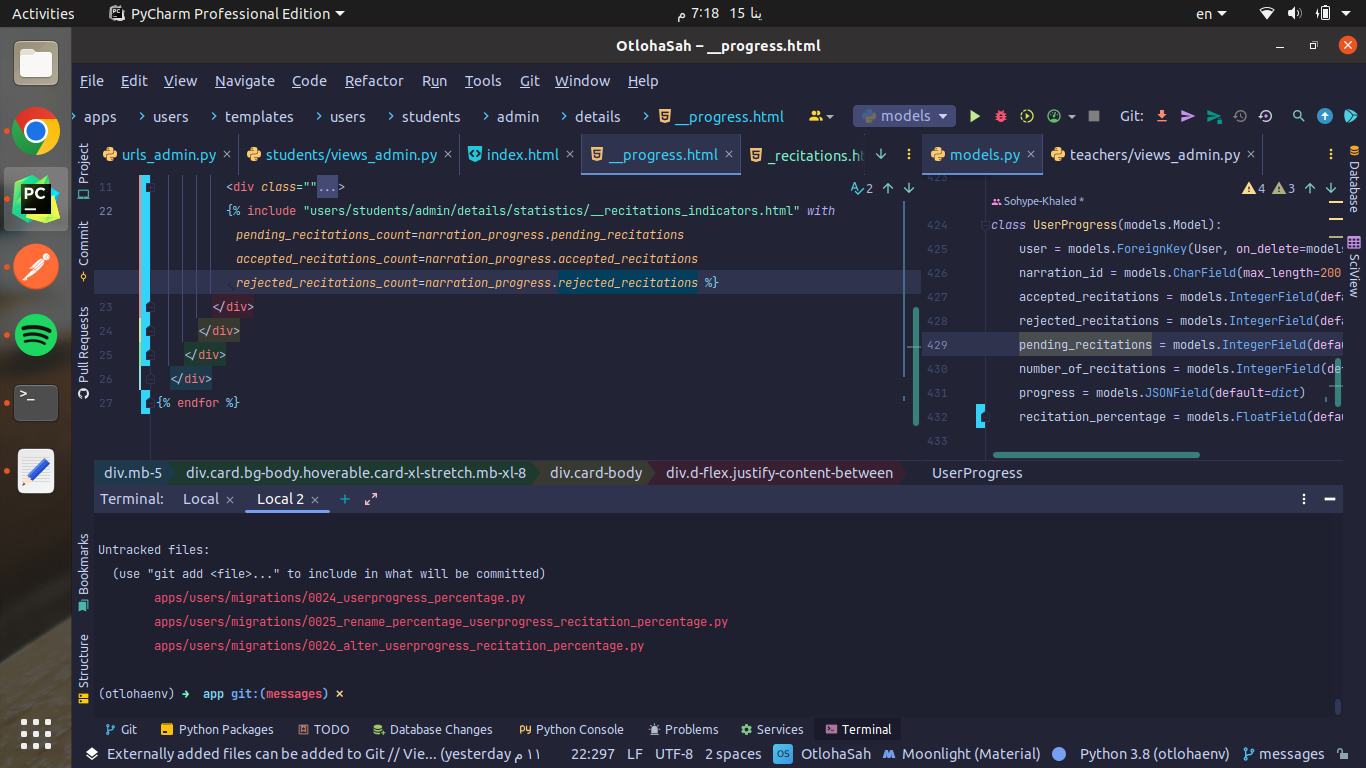 Activities
PyCharm Professional Edition
7:18 م
15 ينا
en
OtlohaSah – __progress.html
File Edit View Navigate Code Refactor Run Tools Git Window Help
apps users templates users students admin details __progress.html
models
Git:
urls_admin.py students/views_admin.py index.html __progress.html _recitations.ht
models.py teachers/views_admin.py
Project
Commit
Pull Requests
Bookmarks
Structure
Database
SciView
11 <div class=""...>
22 {% include "users/students/admin/details/statistics/__recitations_indicators.html" with
pending_recitations_count=narration_progress.pending_recitations
accepted_recitations_count=narration_progress.accepted_recitations
rejected_recitations_count=narration_progress.rejected_recitations %}
23 </div>
24 </div>
25 </div>
26 </div>
27 {% endfor %}
2
4 3
423
Sohype-Khaled *
424 class UserProgress(models.Model):
425 user = models.ForeignKey(User, on_delete=models
426 narration_id = models.CharField(max_length=200
427 accepted_recitations = models.IntegerField(defa
428 rejected_recitations = models.IntegerField(defa
429 pending_recitations = models.IntegerField(defau
430 number_of_recitations = models.IntegerField(def
431 progress = models.JSONField(default=dict)
432 recitation_percentage = models.FloatField(defau
433
div.mb-5 div.card.bg-body.hoverable.card-xl-stretch.mb-xl-8 div.card-body div.d-flex.justify-content-between
UserProgress
Terminal: Local Local 2
Untracked files:
(use "git add <file>..." to include in what will be committed)
apps/users/migrations/0024_userprogress_percentage.py
apps/users/migrations/0025_rename_percentage_userprogress_recitation_percentage.py
apps/users/migrations/0026_alter_userprogress_recitation_percentage.py
(otlohaenv) ➜ app git:(messages) ×
Git Python Packages TODO Database Changes Python Console Problems Services Terminal
Externally added files can be added to Git // Vie... (yesterday ١١ م
22:297 LF UTF-8 2 spaces OS OtlohaSah Moonlight (Material) Python 3.8 (otlohaenv) messages